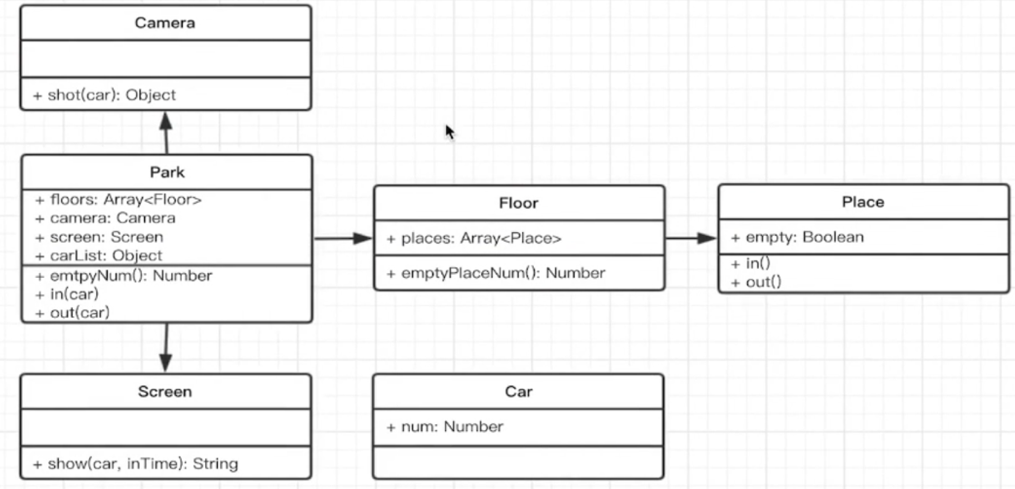 Camera
+ shot(car): Object
Park
+ floors: Array<Floor>
+ camera: Camera
+ screen: Screen
+ carList: Object
+ emtpyNum(): Number
+ in(car)
+ out(car)
Floor
+ places: Array<Place>
+ emptyPlaceNum(): Number
Place
+ empty: Boolean
+ in()
+ out()
Screen
+ show(car, inTime): String
Car
+ num: Number